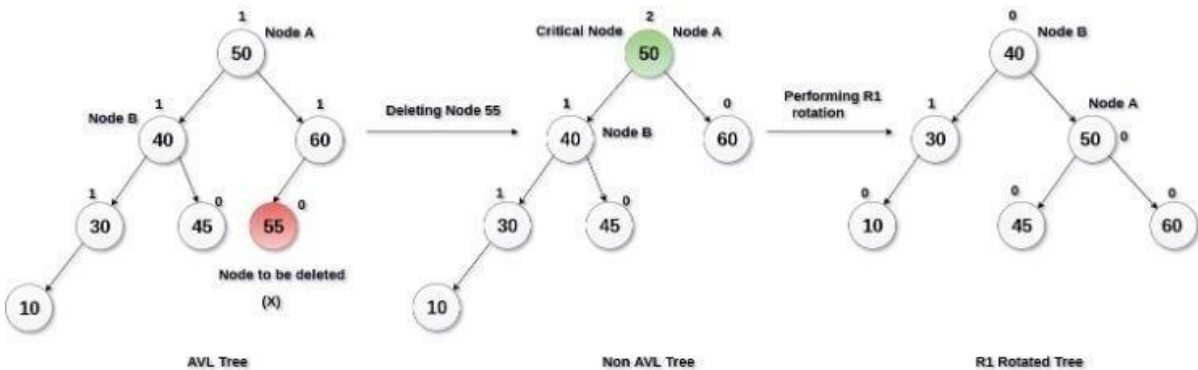 1
Node A
50
1
Node B
40
1
60
1
30
0
45
0
55
10
Node to be deleted
(X)
AVL Tree
Deleting Node 55
2
Critical Node
Node A
50
1
40
Node B
0
60
1
30
0
45
10
Non AVL Tree
Performing R1
rotation
0
Node B
40
1
30
Node A
50
0
0
10
0
45
0
60
R1 Rotated Tree